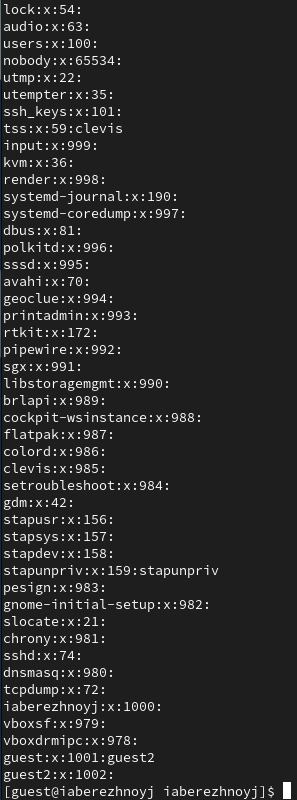 lock:x:54:
audio:x:63:
users:x:100:
nobody:x:65534:
utmp:x:22:
utempter:x:35:
ssh_keys:x:101:
tss:x:59:clevis
input:x:999:
kvm:x:36:
render:x:998:
systemd-journal:x:190:
systemd-coredump:x:997:
dbus:x:81:
polkitd:x:996:
sssd:x:995:
avahi:x:70:
geoclue:x:994:
printadmin:x:993:
rtkit:x:172:
pipewire:x:992:
sgx:x:991:
libstoragemgmt:x:990:
brlapi:x:989:
cockpit-wsinstance:x:988:
flatpak:x:987:
colord:x:986:
clevis:x:985:
setroubleshoot:x:984:
gdm:x:42:
stapusr:x:156:
stapsys:x:157:
stapdev:x:158:
stapunpriv:x:159:stapunpriv
pesign:x:983:
gnome-initial-setup:x:982:
slocate:x:21:
chrony:x:981:
sshd:x:74:
dnsmasq:x:980:
tcpdump:x:72:
iaberezhnoyj:x:1000:
vboxsf:x:979:
vboxdrmipc:x:978:
guest:x:1001:guest2
guest2:x:1002:
[guest@iaberezhnoyj iaberezhnoyj]$